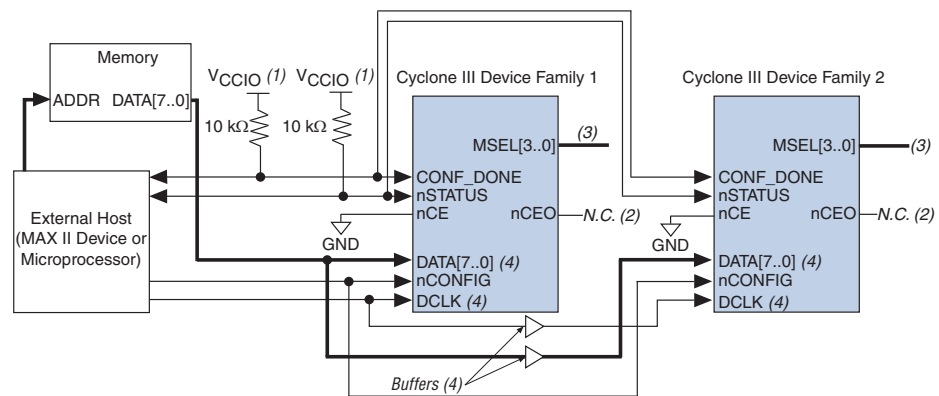 Memory
ADDR DATA[7..0]
VCCIO (1)
VCCIO (1)
10 kΩ
10 kΩ
Cyclone III Device Family 1
Cyclone III Device Family 2
MSEL[3..0]
(3)
MSEL[3..0]
(3)
External Host
(MAX II Device or
Microprocessor)
CONF_DONE
nSTATUS
nCE
nCEO
N.C. (2)
GND
DATA[7..0] (4)
nCONFIG
DCLK (4)
CONF_DONE
nSTATUS
nCE
nCEO
N.C. (2)
GND
DATA[7..0] (4)
nCONFIG
DCLK (4)
Buffers (4)